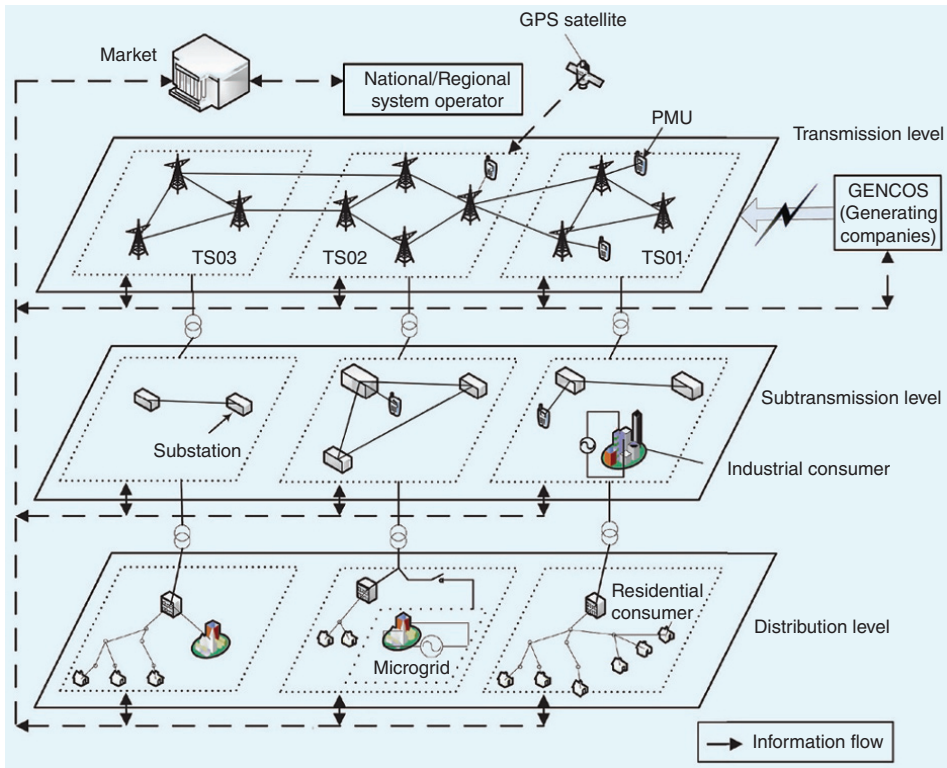 GPS satellite
Market
National/Regional
system operator
PMU
Transmission level
GENCOS
(Generating
companies)
TS03
TS02
TS01
Subtransmission level
Substation
Industrial consumer
Residential
consumer
Distribution level
Microgrid
Information flow